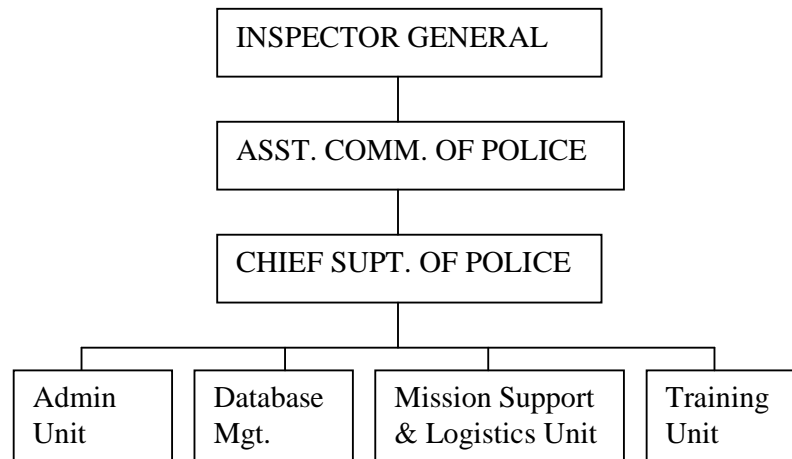 INSPECTOR GENERAL
ASST. COMM. OF POLICE
CHIEF SUPT. OF POLICE
Admin
Unit
Database
Mgt.
Mission Support
& Logistics Unit
Training
Unit